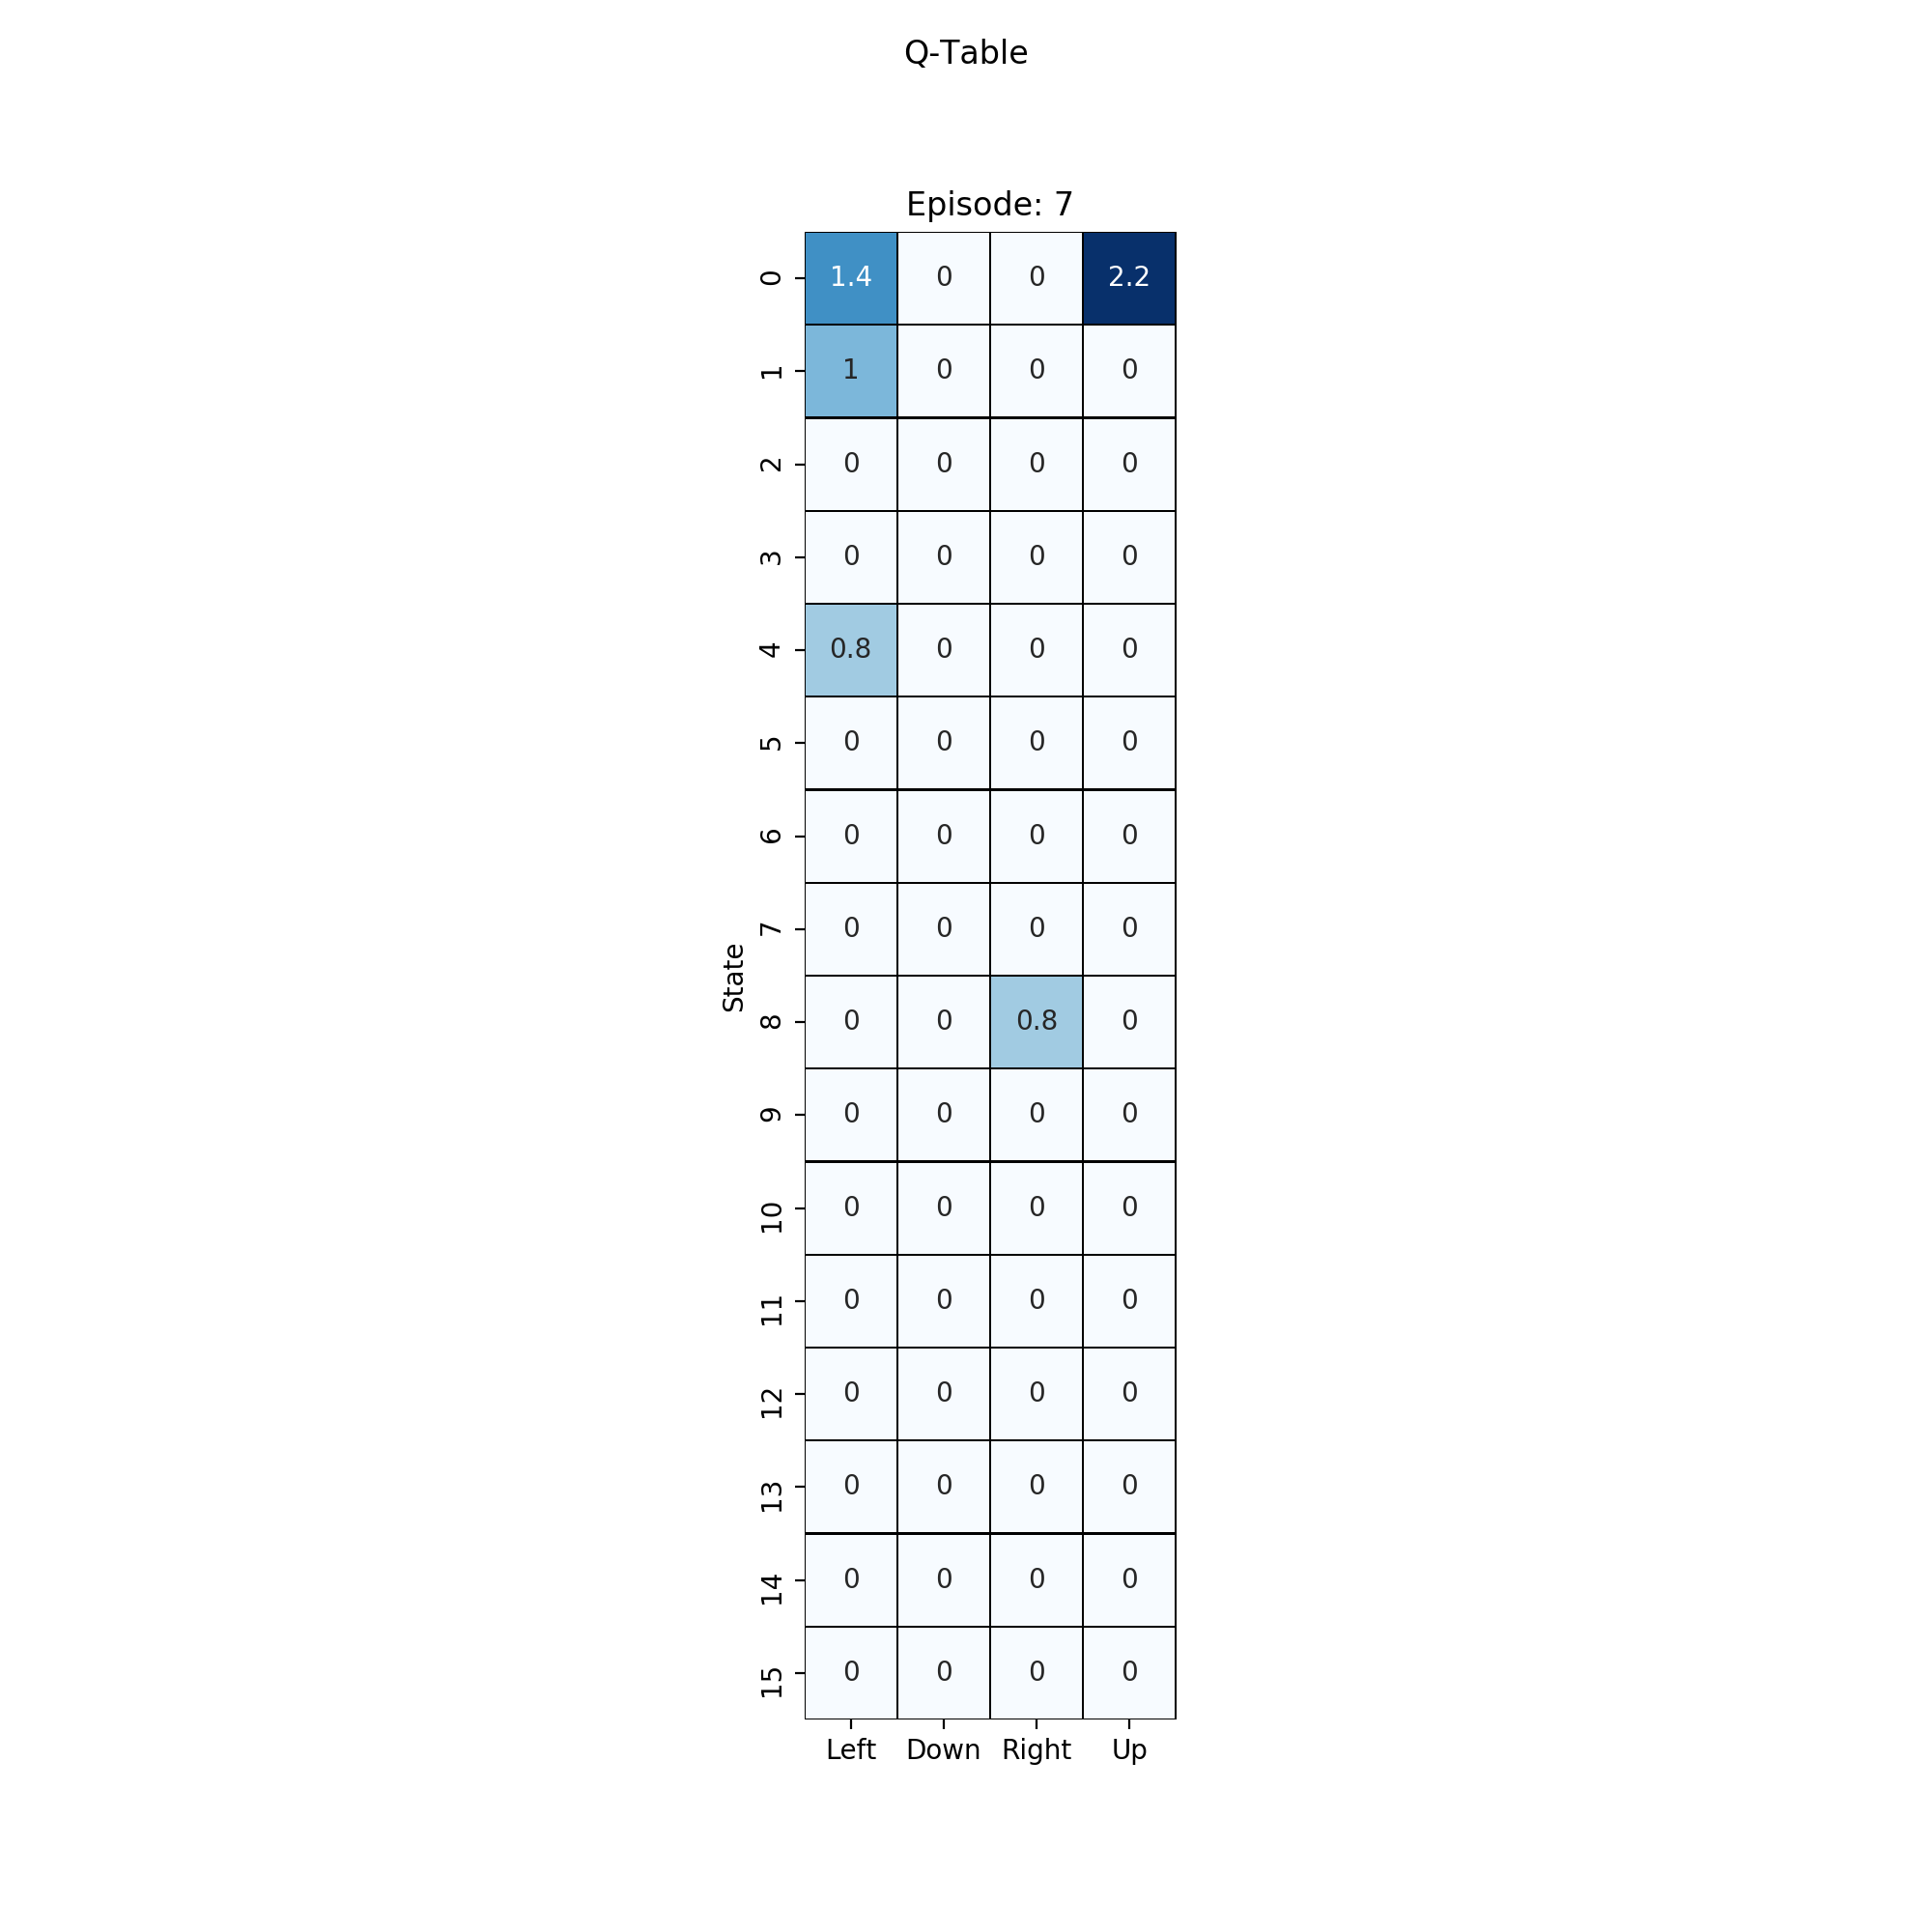 Q-Table
Episode: 7
0 1.4 0 0 2.2
1 1 0 0 0
2 0 0 0 0
3 0 0 0 0
4 0.8 0 0 0
5 0 0 0 0
6 0 0 0 0
7 0 0 0 0
State
8 0 0 0.8 0
9 0 0 0 0
10 0 0 0 0
11 0 0 0 0
12 0 0 0 0
13 0 0 0 0
14 0 0 0 0
15 0 0 0 0
Left Down Right Up